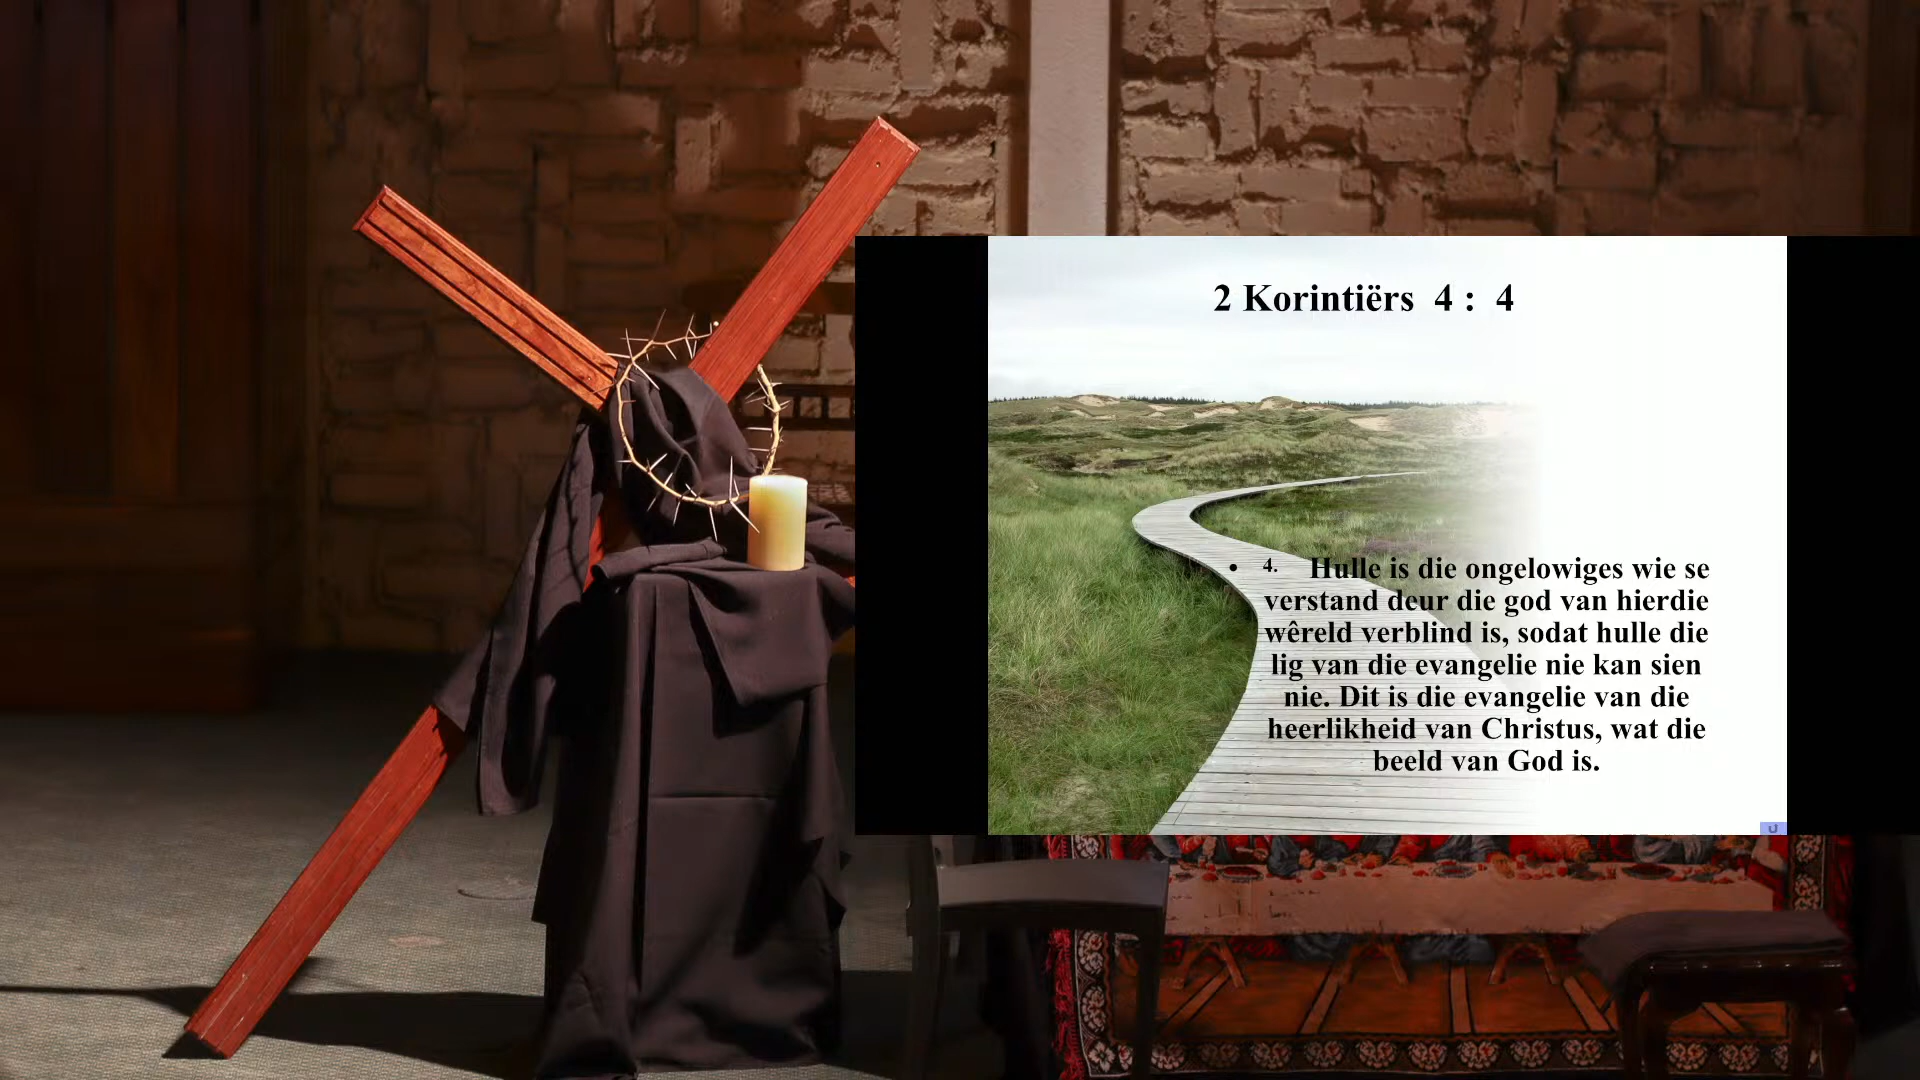 2 Korintiërs 4 : 4
• 4. Hulle is die ongelowiges wie se
verstand deur die god van hierdie
wêreld verblind is, sodat hulle die
lig van die evangelie nie kan sien
nie. Dit is die evangelie van die
heerlikheid van Christus, wat die
beeld van God is.